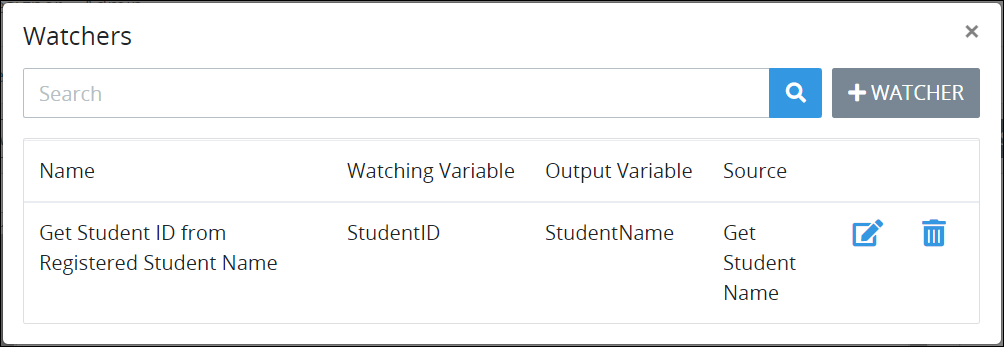 Watchers ×
Search + WATCHER
Name Watching Variable Output Variable Source
Get Student ID from StudentID StudentName Get
Registered Student Name Student
Name